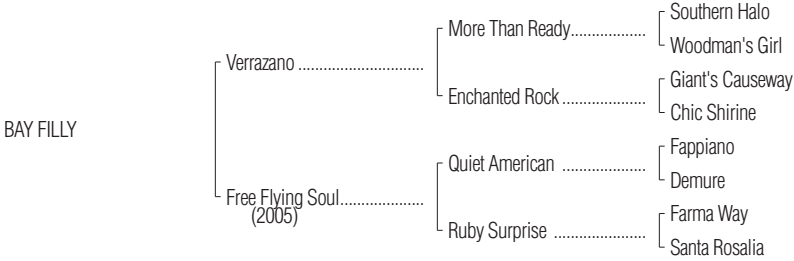 Southern Halo
More Than Ready..................
Woodman's Girl
Verrazano ..............................
Giant's Causeway
Enchanted Rock ....................
Chic Shirine
BAY FILLY
Fappiano
Quiet American ....................
Demure
Free Flying Soul....................
(2005)
Farma Way
Ruby Surprise ......................
Santa Rosalia